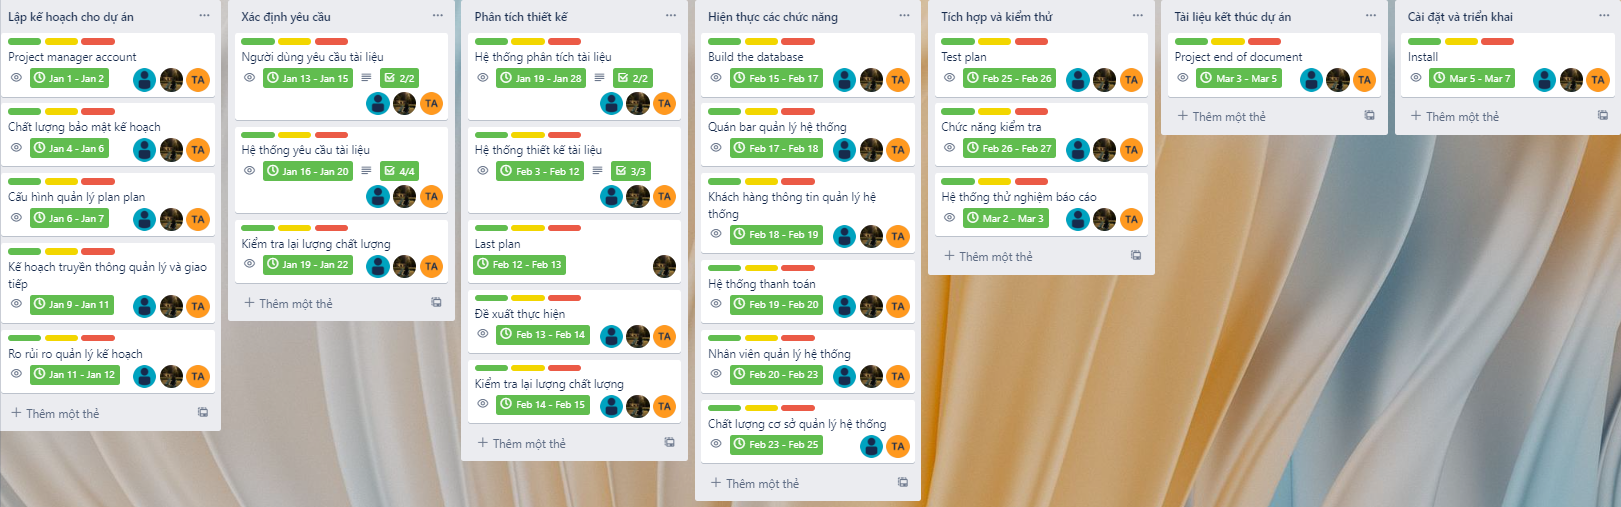 Lập kế hoạch cho dự án
Project manager account
Jan 1 - Jan 2
TA
Chất lượng bảo mật kế hoạch
Jan 4 - Jan 6
TA
Cấu hình quản lý plan plan
Jan 6 - Jan 7
TA
Kế hoạch truyền thông quản lý và giao
tiếp
Jan 9 - Jan 11
TA
Ro rủi ro quản lý kế hoạch
Jan 11 - Jan 12
TA
Thêm một thẻ
Xác định yêu cầu
Người dùng yêu cầu tài liệu
Jan 13 - Jan 15
2/2
TA
Hệ thống yêu cầu tài liệu
Jan 16 - Jan 20
4/4
TA
Kiểm tra lại lượng chất lượng
Jan 19 - Jan 22
TA
Thêm một thẻ
Phân tích thiết kế
Hệ thống phân tích tài liệu
Jan 19 - Jan 28
2/2
TA
Hệ thống thiết kế tài liệu
Feb 3 - Feb 12
3/3
TA
Last plan
Feb 12 - Feb 13
Đề xuất thực hiện
Feb 13 - Feb 14
TA
Kiểm tra lại lượng chất lượng
Feb 14 - Feb 15
TA
Thêm một thẻ
Hiện thực các chức năng
Build the database
Feb 15 - Feb 17
TA
Quán bar quản lý hệ thống
Feb 17 - Feb 18
TA
Khách hàng thông tin quản lý hệ
thống
Feb 18 - Feb 19
TA
Hệ thống thanh toán
Feb 19 - Feb 20
TA
Nhân viên quản lý hệ thống
Feb 20 - Feb 23
TA
Chất lượng cơ sở quản lý hệ thống
Feb 23 - Feb 25
TA
Thêm một thẻ
Tích hợp và kiểm thử
Test plan
Feb 25 - Feb 26
TA
Chức năng kiểm tra
Feb 26 - Feb 27
TA
Hệ thống thử nghiệm báo cáo
Mar 2 - Mar 3
TA
Thêm một thẻ
Tài liệu kết thúc dự án
Project end of document
Mar 3 - Mar 5
TA
Thêm một thẻ
Cài đặt và triển khai
Install
Mar 5 - Mar 7
TA
Thêm một thẻ